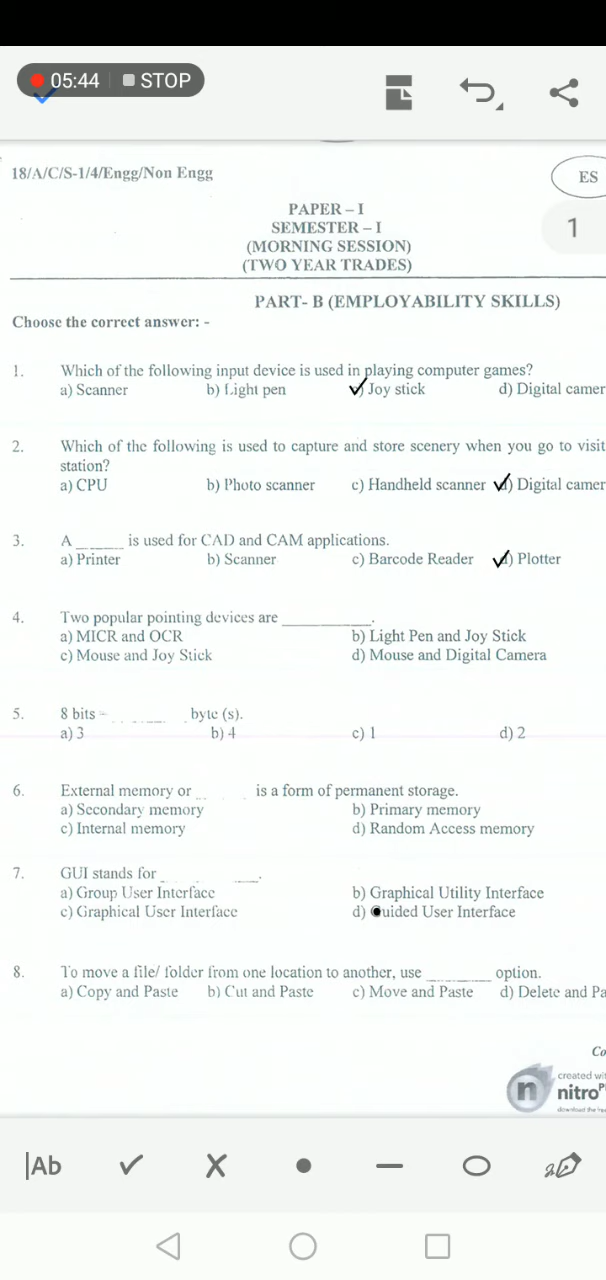 05:44 STOP
18/A/C/S-1/4/Engg/Non Engg
ES
PAPER – I
1
SEMESTER – I
(MORNING SESSION)
(TWO YEAR TRADES)
PART- B (EMPLOYABILITY SKILLS)
Choose the correct answer: -
1. Which of the following input device is used in playing computer games?
a) Scanner b) Light pen ✓) Joy stick d) Digital camer
2. Which of the following is used to capture and store scenery when you go to visit
station?
a) CPU b) Photo scanner c) Handheld scanner ✓) Digital camer
3. A ______ is used for CAD and CAM applications.
a) Printer b) Scanner c) Barcode Reader ✓) Plotter
4. Two popular pointing devices are __________.
a) MICR and OCR b) Light Pen and Joy Stick
c) Mouse and Joy Stick d) Mouse and Digital Camera
5. 8 bits = ______ byte (s).
a) 3 b) 4 c) 1 d) 2
6. External memory or ______ is a form of permanent storage.
a) Secondary memory b) Primary memory
c) Internal memory d) Random Access memory
7. GUI stands for ________.
a) Group User Interface b) Graphical Utility Interface
c) Graphical User Interface d) Guided User Interface
8. To move a file/ folder from one location to another, use ______ option.
a) Copy and Paste b) Cut and Paste c) Move and Paste d) Delete and Pa
Co
created wit
n nitroP
|Ab